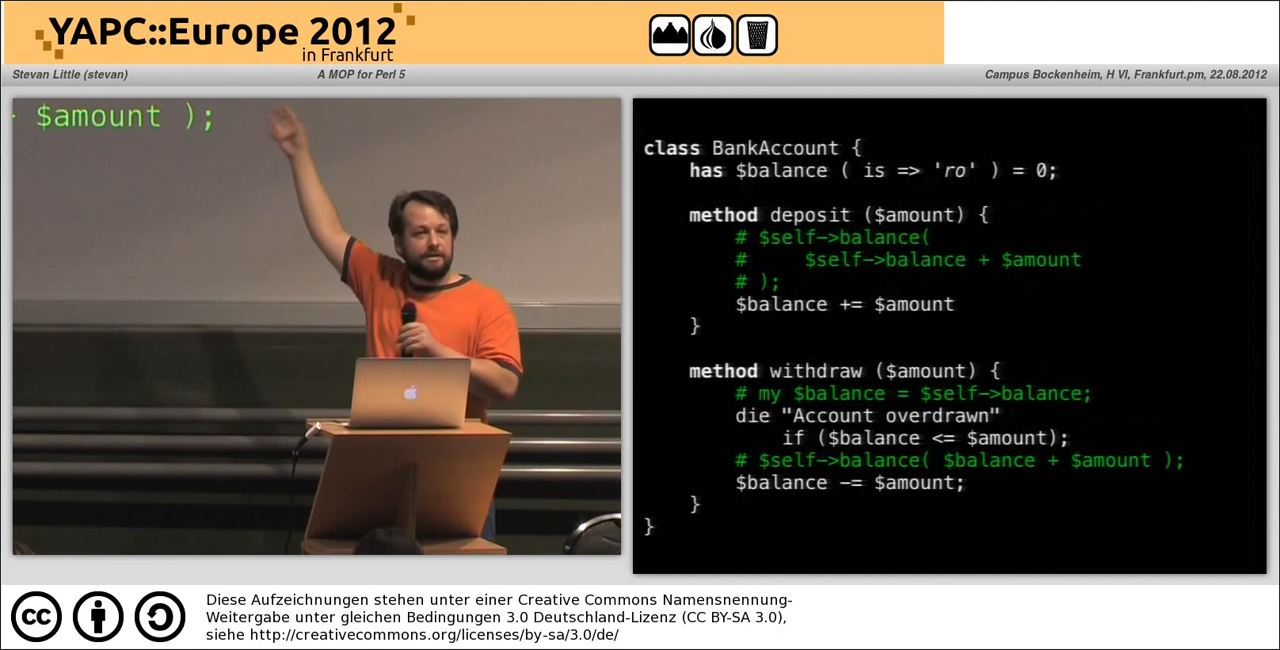 YAPC::Europe 2012
in Frankfurt
Stevan Little (stevan)
A MOP for Perl 5
Campus Bockenheim, H VI, Frankfurt.pm, 22.08.2012
$amount );
class BankAccount {
has $balance ( is => 'ro' ) = 0;
method deposit ($amount) {
# $self->balance(
#     $self->balance + $amount
# );
$balance += $amount
}
method withdraw ($amount) {
# my $balance = $self->balance;
die "Account overdrawn"
if ($balance <= $amount);
# $self->balance( $balance + $amount );
$balance -= $amount;
}
}
cc
Diese Aufzeichnungen stehen unter einer Creative Commons Namensnennung-
Weitergabe unter gleichen Bedingungen 3.0 Deutschland-Lizenz (CC BY-SA 3.0),
siehe http://creativecommons.org/licenses/by-sa/3.0/de/